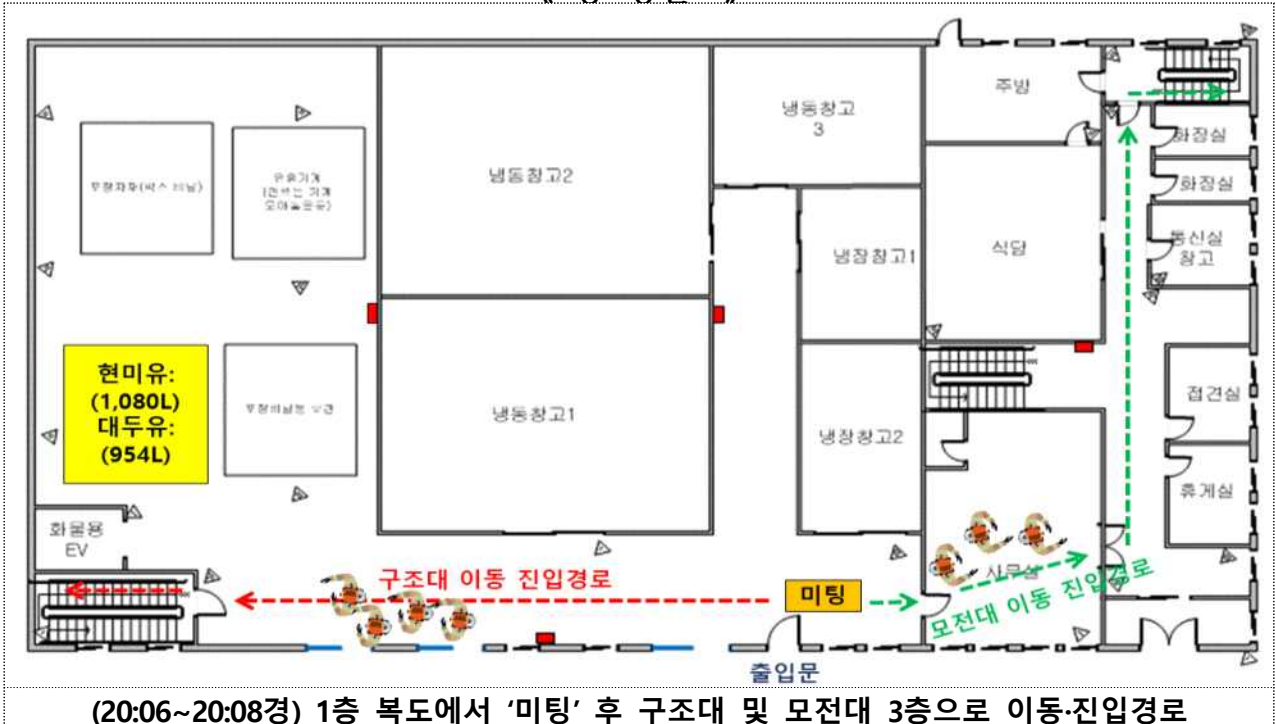 주방
냉동창고
3
화장실
냉동창고2
화장실
냉장창고1
식당
통신실
창고
현미유:
(1,080L)
대두유:
(954L)
냉동창고1
접견실
냉장창고2
휴게실
화물용
EV
사무실
구조대 이동 진입경로
미팅
모전대 이동 진입경로
출입문
(20:06~20:08경) 1층 복도에서 ‘미팅’ 후 구조대 및 모전대 3층으로 이동·진입경로